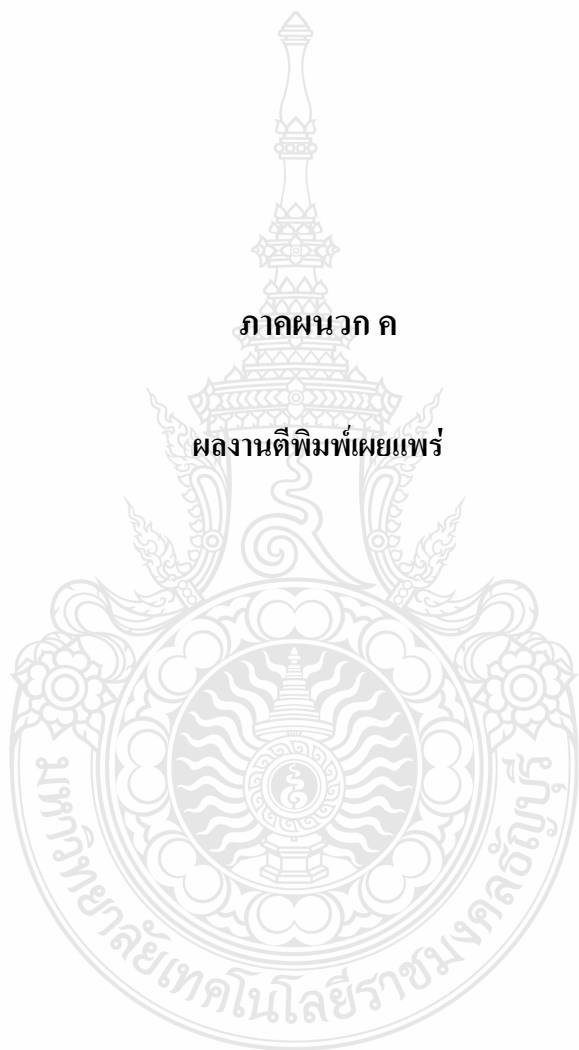 ภาคผนวก ค
ผลงานตีพิมพ์เผยแพร่
มหาวิทยาลัยเทคโนโลยีราชมงคลธัญบุรี